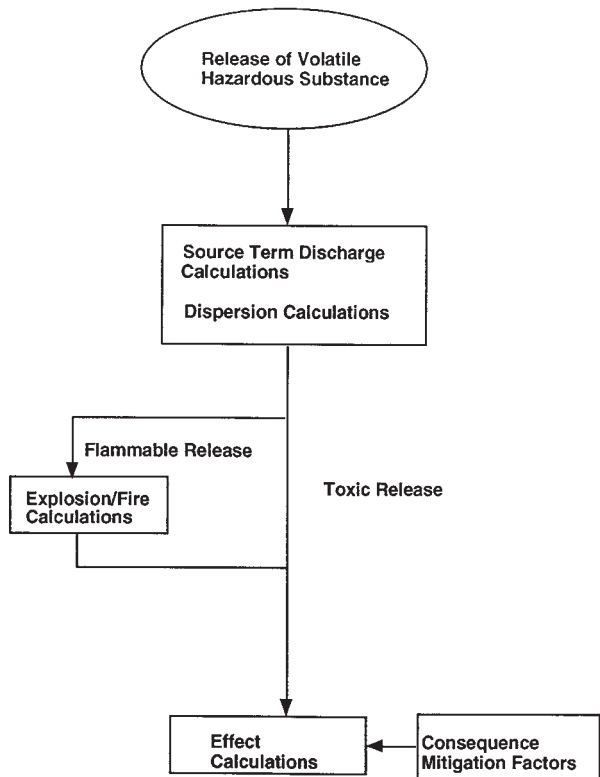 Release of Volatile
Hazardous Substance
Source Term Discharge
Calculations
Dispersion Calculations
Flammable Release
Explosion/Fire
Calculations
Toxic Release
Effect
Calculations
Consequence
Mitigation Factors